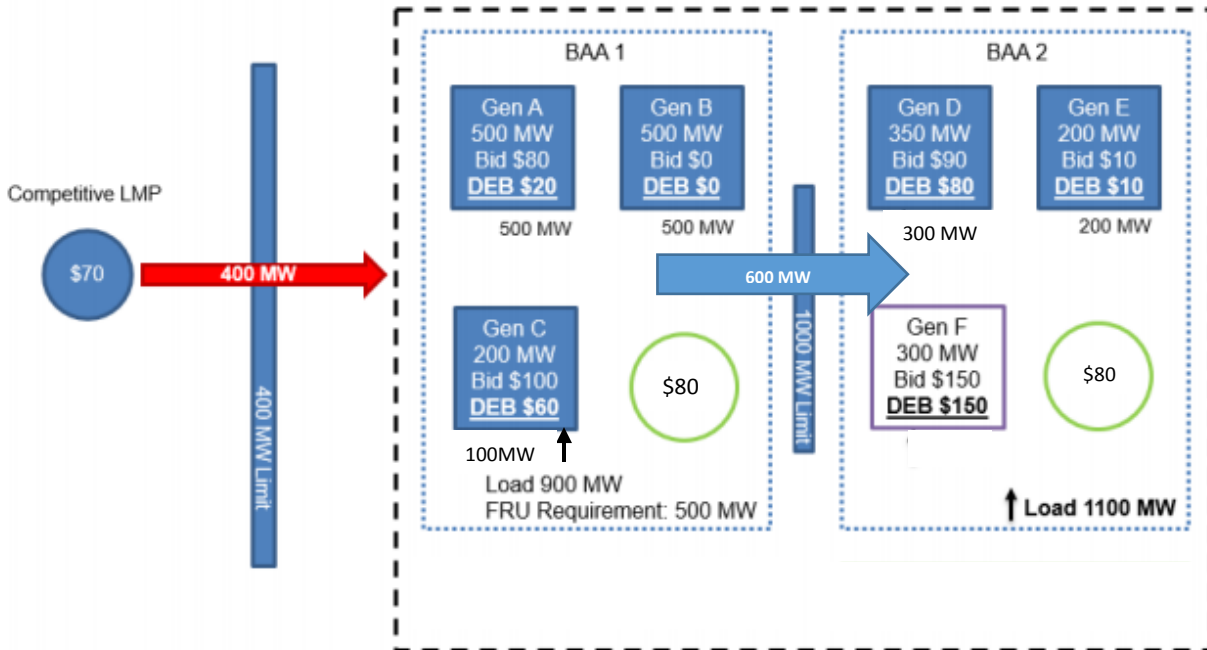 BAA 1
BAA 2
Gen A
500 MW
Bid $80
DEB $20
500 MW
Gen B
500 MW
Bid $0
DEB $0
500 MW
Gen D
350 MW
Bid $90
DEB $80
300 MW
Gen E
200 MW
Bid $10
DEB $10
200 MW
Competitive LMP
$70
400 MW
400 MW Limit
600 MW
1000 MW Limit
Gen C
200 MW
Bid $100
DEB $60
100MW
$80
Load 900 MW
FRU Requirement: 500 MW
Gen F
300 MW
Bid $150
DEB $150
$80
Load 1100 MW